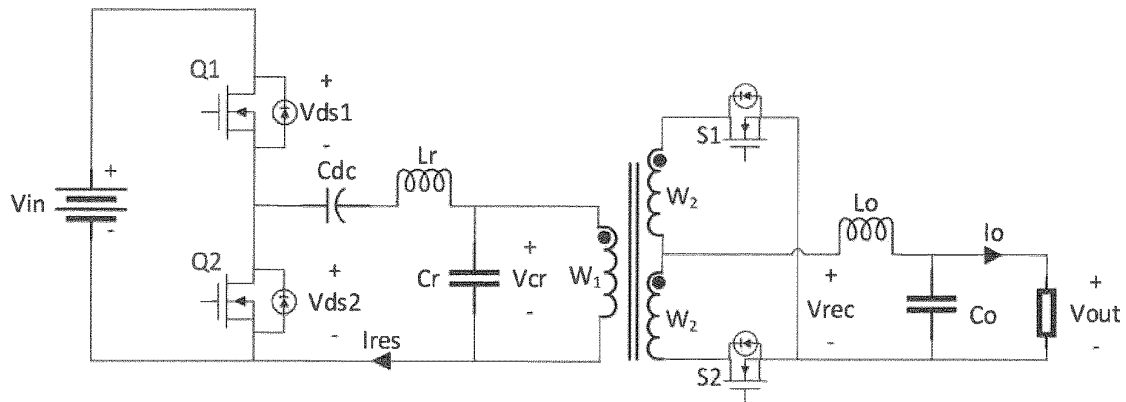 Q1
+
Vds1
-
S1
Cdc
Lr
W2
Lo
Io
Vin
+
-
Q2
+
Vds2
-
Cr
+
Vcr
-
W1
W2
+
Vrec
-
Co
+
Vout
-
Ires
S2